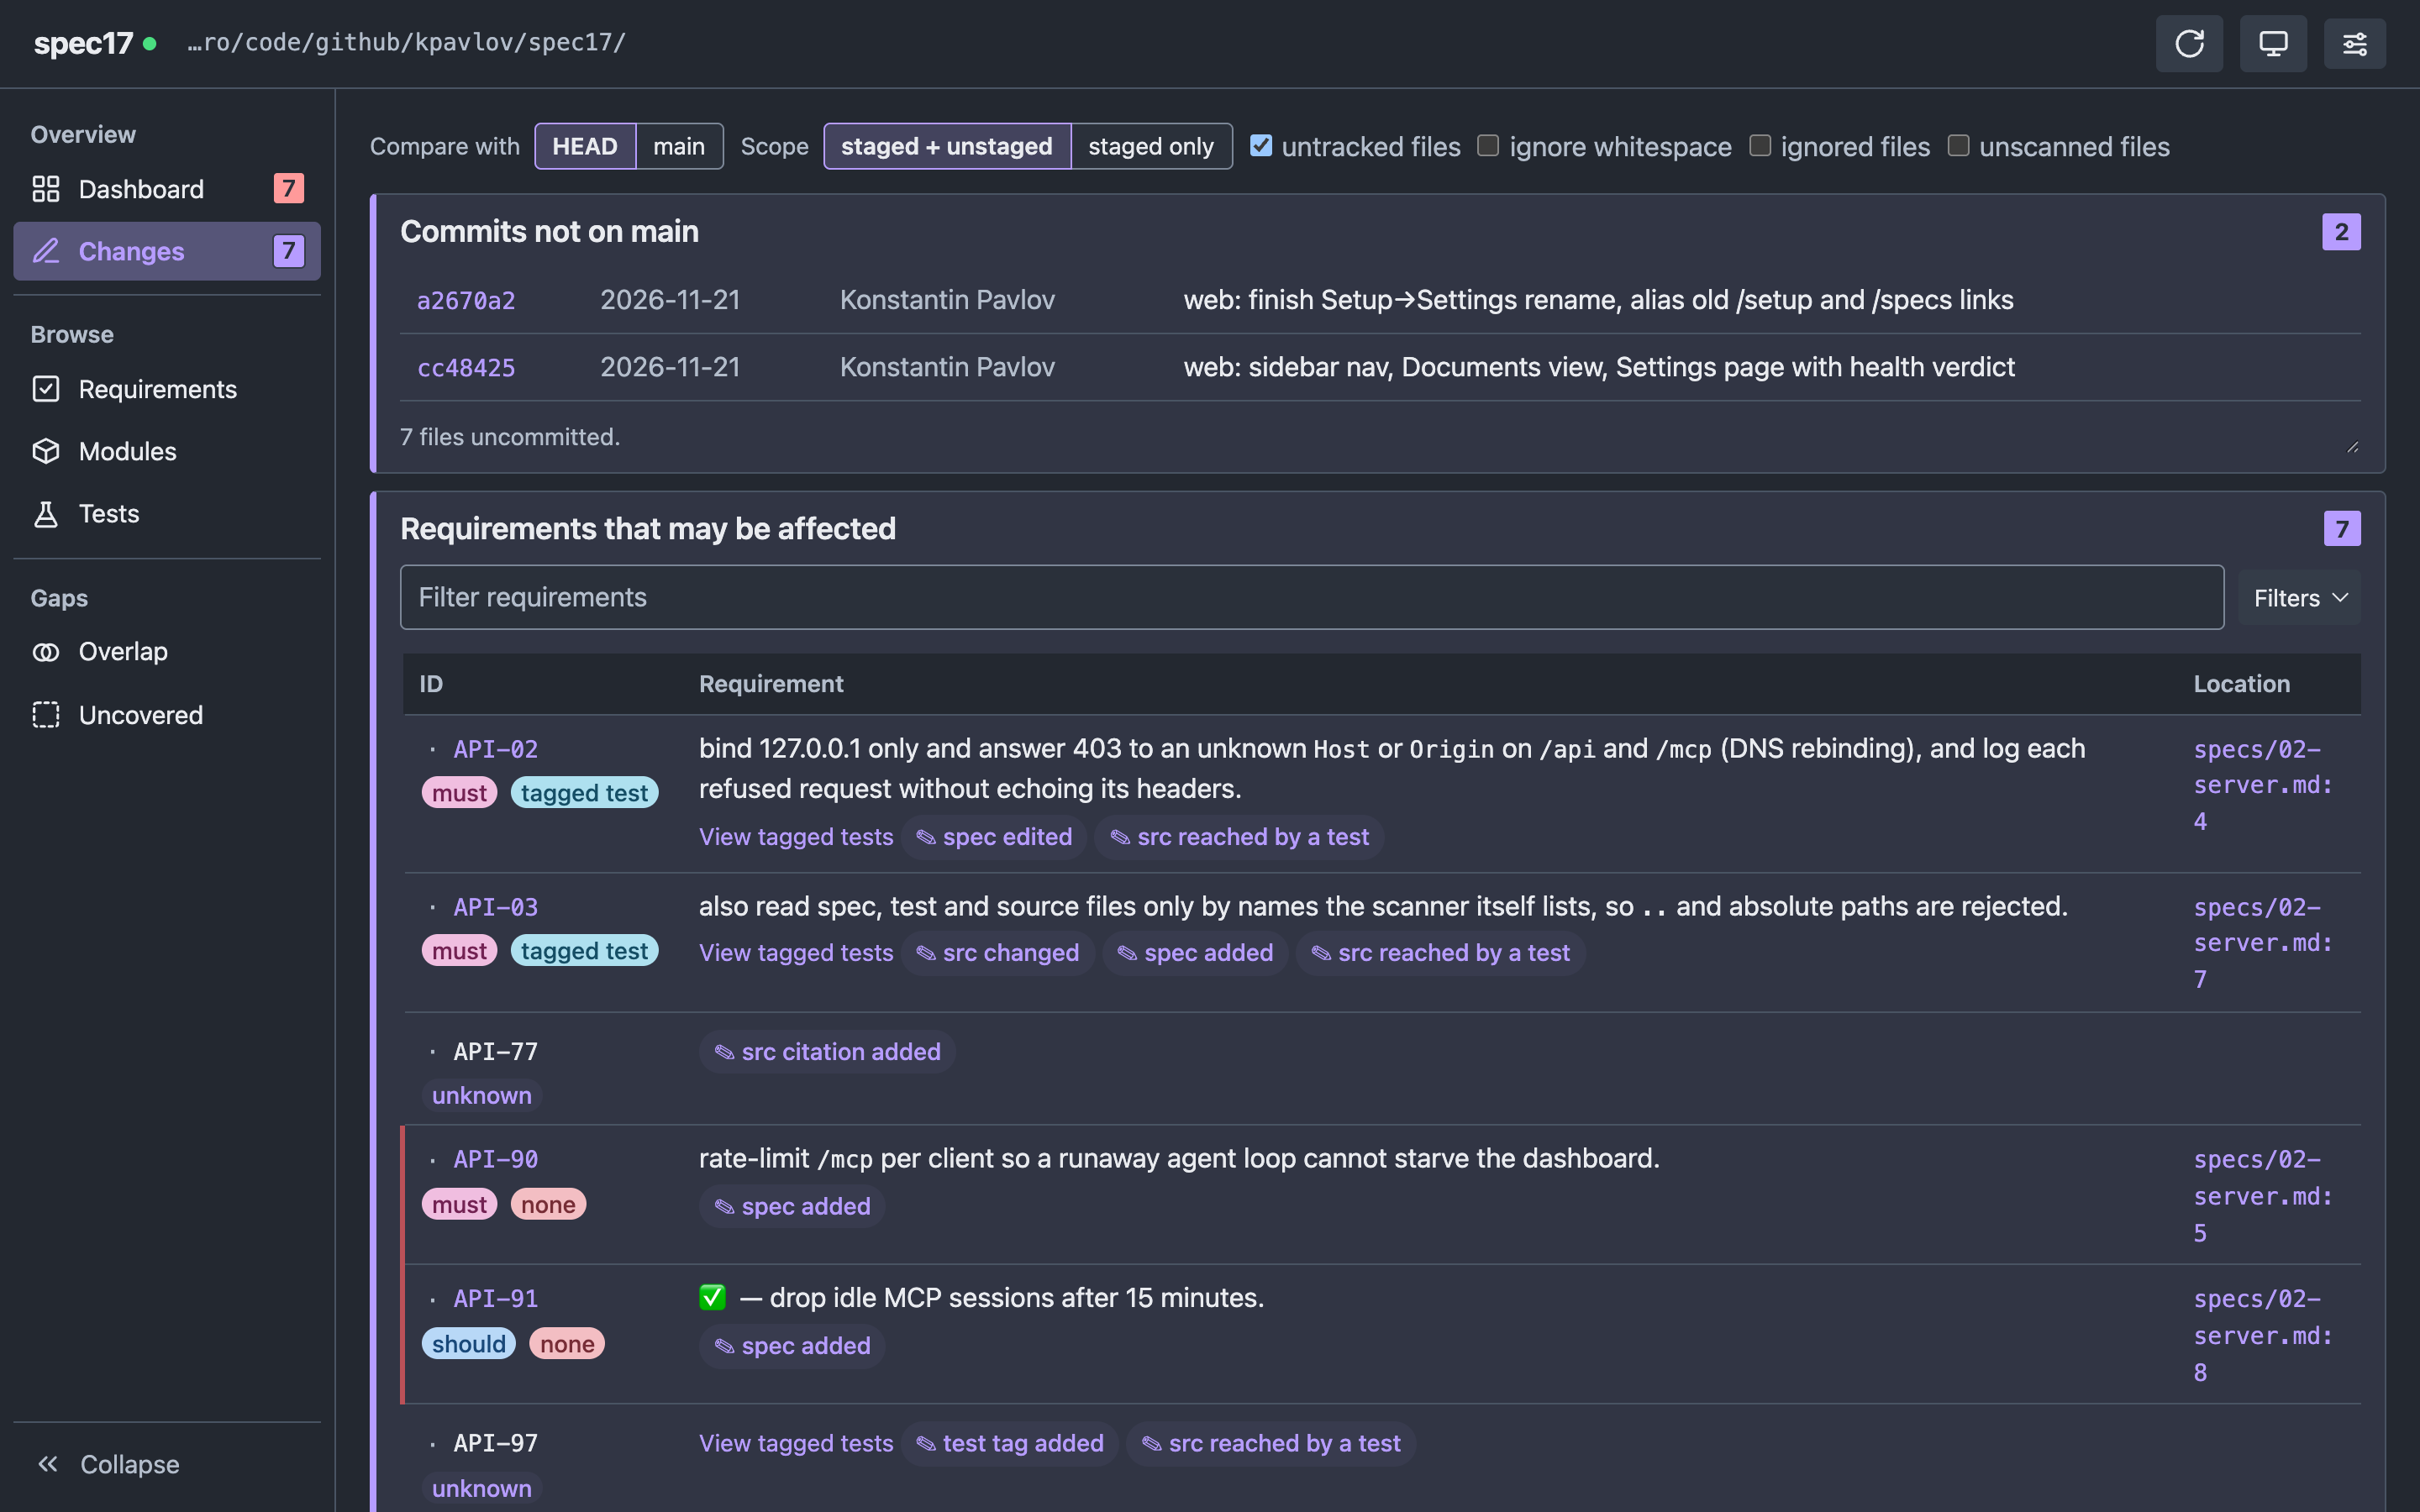 spec17 …ro/code/github/kpavlov/spec17/
Overview
Dashboard 7
Changes 7
Browse
Requirements
Modules
Tests
Gaps
Overlap
Uncovered
Collapse
Compare with HEAD main Scope staged + unstaged staged only untracked files ignore whitespace ignored files unscanned files
Commits not on main 2
a2670a2 2026-11-21 Konstantin Pavlov web: finish Setup→Settings rename, alias old /setup and /specs links
cc48425 2026-11-21 Konstantin Pavlov web: sidebar nav, Documents view, Settings page with health verdict
7 files uncommitted.
Requirements that may be affected 7
Filter requirements Filters
ID Requirement Location
· API-02
must tagged test
bind 127.0.0.1 only and answer 403 to an unknown Host or Origin on /api and /mcp (DNS rebinding), and log each
refused request without echoing its headers.
View tagged tests ✎ spec edited ✎ src reached by a test
specs/02-
server.md:
4
· API-03
must tagged test
also read spec, test and source files only by names the scanner itself lists, so .. and absolute paths are rejected.
View tagged tests ✎ src changed ✎ spec added ✎ src reached by a test
specs/02-
server.md:
7
· API-77
unknown
✎ src citation added
· API-90
must none
rate-limit /mcp per client so a runaway agent loop cannot starve the dashboard.
✎ spec added
specs/02-
server.md:
5
· API-91
should none
✅ — drop idle MCP sessions after 15 minutes.
✎ spec added
specs/02-
server.md:
8
· API-97
unknown
View tagged tests ✎ test tag added ✎ src reached by a test